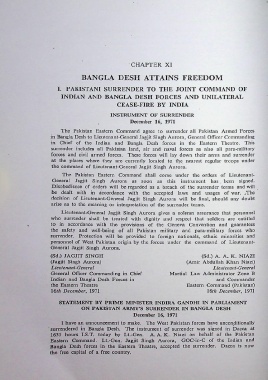 CHAPTER XI
BANGLA DESH ATTAINS FREEDOM
I. PAKISTANI SURRENDER TO THE JOINT COMMAND OF
INDIAN AND BANGLA DESH FORCES AND UNILATERAL
CEASE-FIRE BY INDIA
INSTRUMENT OF SURRENDER
December 16, 1971
The Pakistan Eastern Command agree to surrender all Pakistan Armed Forces
in Bangla Desh to Lieutenant-General Jagjit Singh Aurora, General Officer Commanding
in Chief of the Indian and Bangla Desh forces in the Eastern Theatre. This
surrender includes all Pakistan land, air and naval forces as also all para-military
forces and civil armed forces. These forces will lay down their arms and surrender
at the places where they are currently located to the nearest regular troops under
the command of Lieutenant-General Jagjit Singh Aurora.
The Pakistan Eastern Command shall come under the orders of Lieutenant-
General Jagjit Singh Aurora as soon as this instrument has been signed.
Disobedience of orders will be regarded as a breach of the surrender terms and will
be dealt with in accordance with the accepted laws and usages of war. The
decision of Lieutenant-General Jagjit Singh Aurora will be final, should any doubt
arise as to the meaning or interpretation of the surrender terms.
Lieutenant-General Jagjit Singh Aurora gives a solemn assurance that personnel
who surrender shall be treated with dignity and respect that soldiers are entitled
to in accordance with the provisions of the Geneva Convention and guarantees
the safety and well-being of all Pakistan military and para-military forces who
surrender. Protection will be provided to foreign nationals, ethnic minorities and
personnel of West Pakistan origin by the forces under the command of Lieutenant-
General Jagjit Singh Aurora.
(Sd.) JAGJIT SINGH
(Jagjit Singh Aurora)
Lieutenant-General
General Officer Commanding in Chief
Indian and Bangla Desh Forces in
the Eastern Theatre.
16th December, 1971.
(Sd.) A. A. K. NIAZI
(Amir Abdullah Khan Niazi)
Lieutenant-General
Martial Law Administrator Zone B
and Commander
Eastern Command (Pakistan)
16th December, 1971.
STATEMENT BY PRIME MINISTER INDIRA GANDHI IN PARLIAMENT
ON PAKISTAN ARMY'S SURRENDER IN BANGLA DESH
December 16, 1971
I have an announcement to make. The West Pakistan forces have unconditionally
surrendered in Bangla Desh. The instrument of surrender was signed in Dacca at
1631 hours I.S.T. today by Lt.-Gen. A. A. K. Niazi on behalf of the Pakistan
Eastern Command. Lt.-Gen. Jagjit Singh Aurora, GOC-in-C of the Indian and
Bangla Desh forces in the Eastern Theatre, accepted the surrender. Dacca is now
the free capital of a free country.